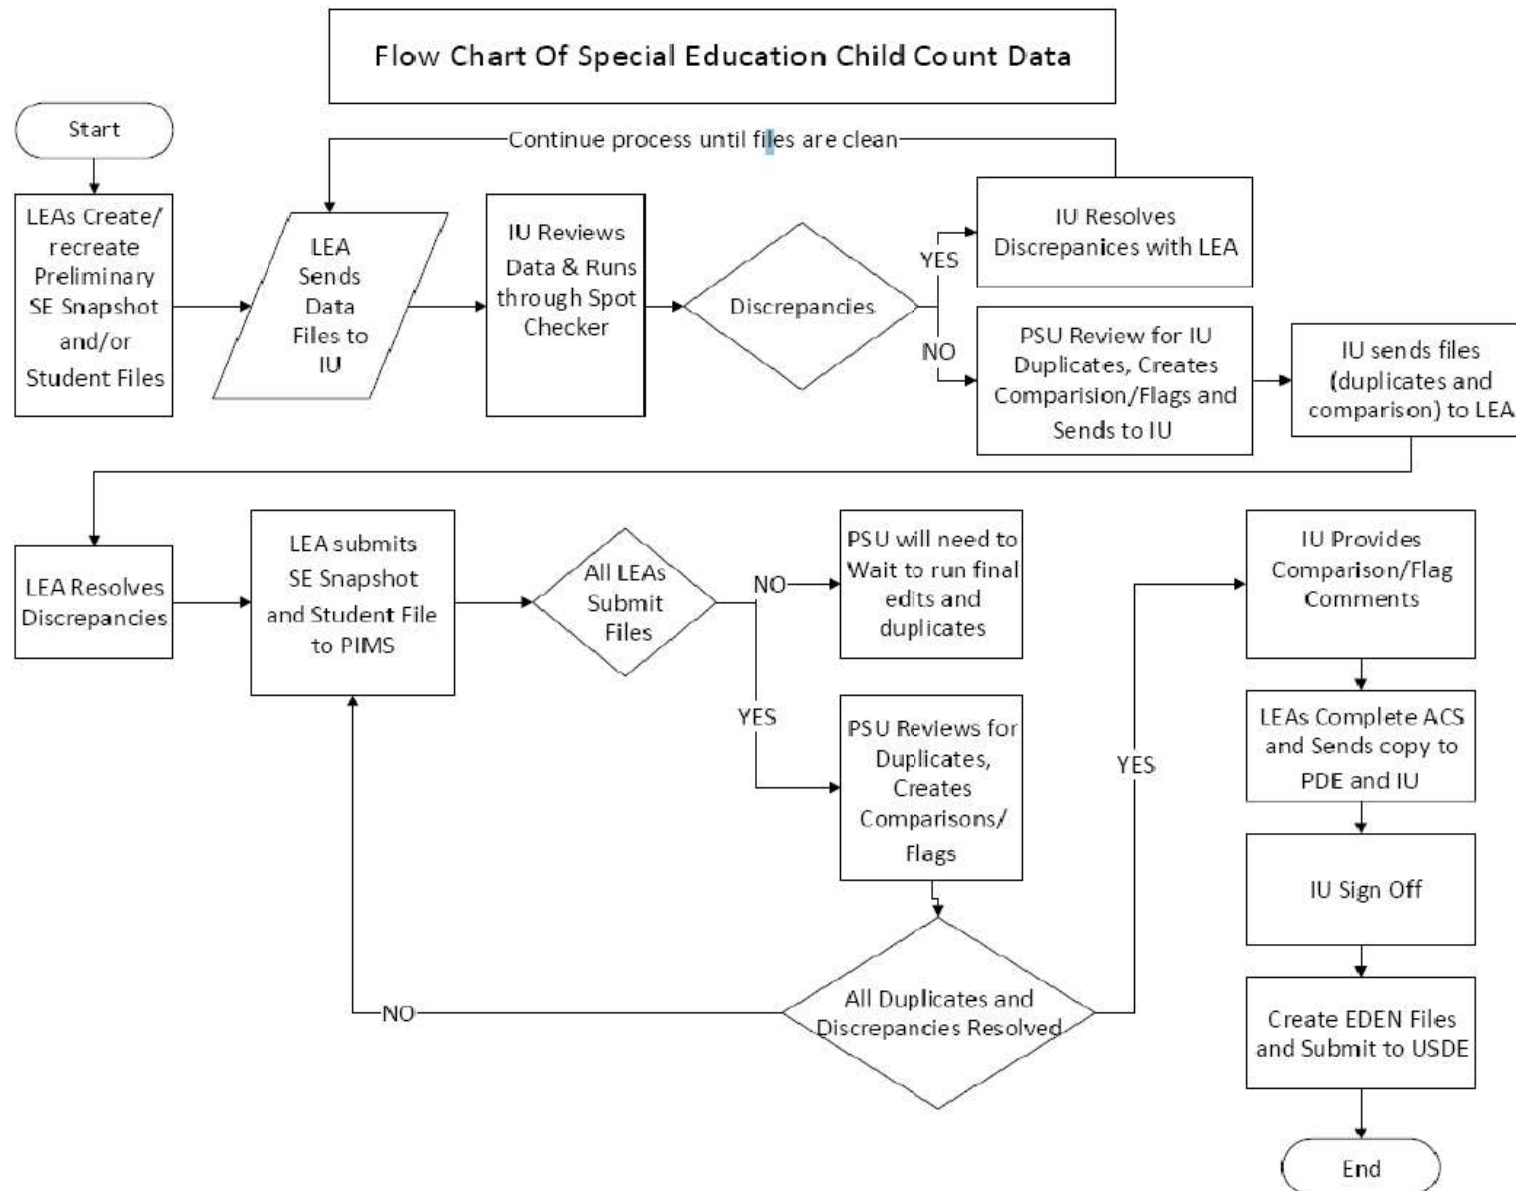 Flow Chart Of Special Education Child Count Data
Start
Continue process until files are clean
LEAs Create/
recreate
Preliminary
SE Snapshot
and/or
Student Files
LEA
Sends
Data
Files to
IU
IU Reviews
Data & Runs
through Spot
Checker
Discrepancies
YES
NO
IU Resolves
Discrepanices with LEA
PSU Review for IU
Duplicates, Creates
Comparision/Flags and
Sends to IU
IU sends files
(duplicates and
comparison) to LEA
LEA Resolves
Discrepancies
LEA submits
SE Snapshot
and Student File
to PIMS
All LEAs
Submit
Files
NO
YES
PSU will need to
Wait to run final
edits and
duplicates
PSU Reviews for
Duplicates,
Creates
Comparisons/
Flags
All Duplicates and
Discrepancies Resolved
NO
YES
IU Provides
Comparison/Flag
Comments
LEAs Complete ACS
and Sends copy to
PDE and IU
IU Sign Off
Create EDEN Files
and Submit to USDE
End